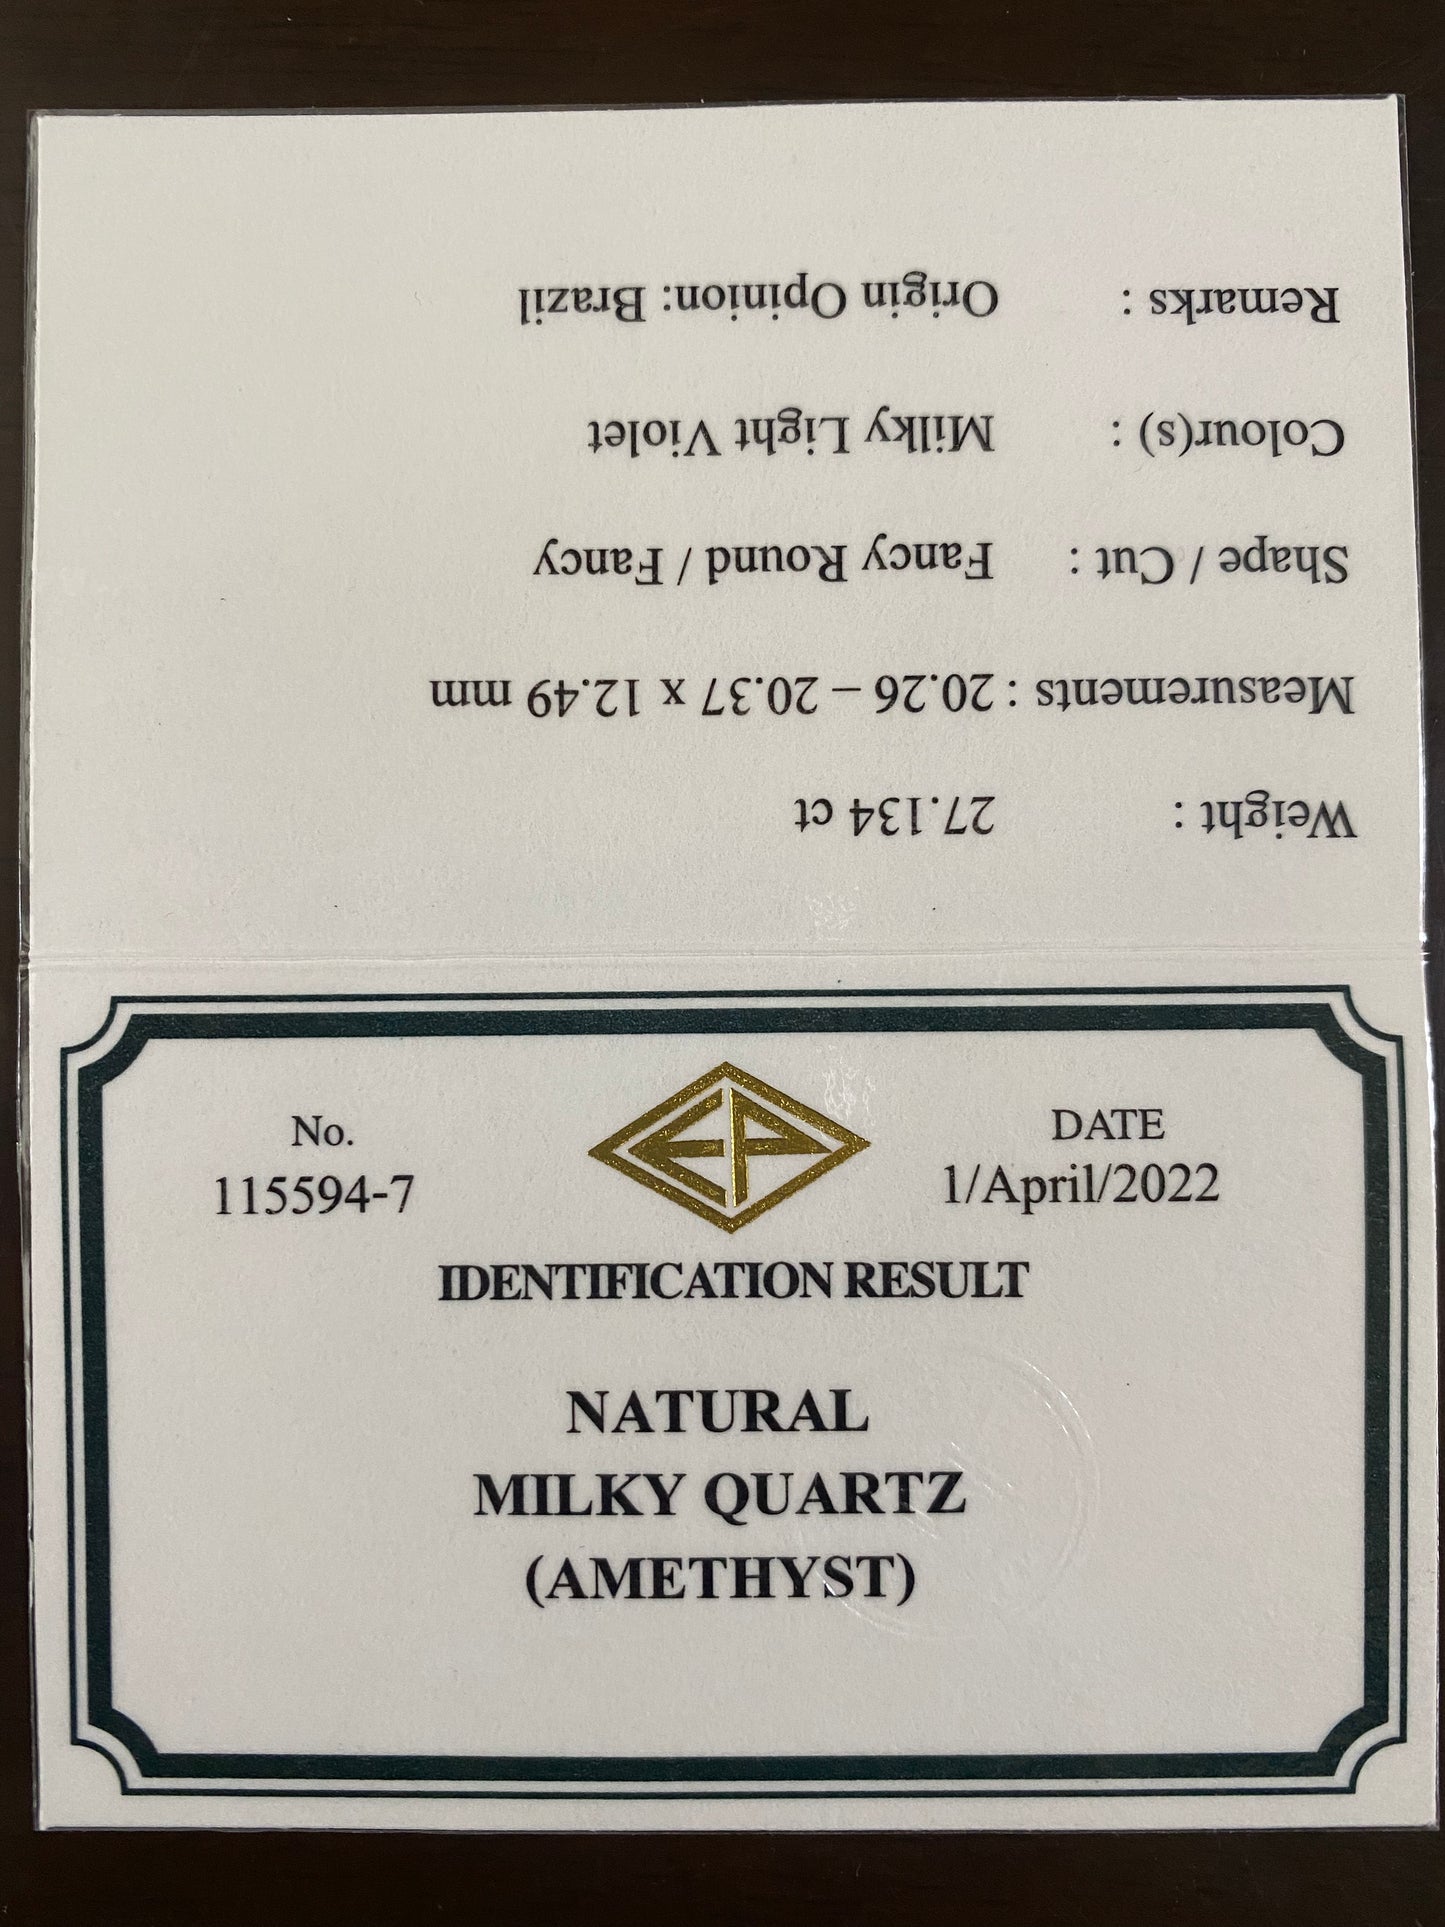 Weight : 27.134 ct
Measurements : 20.26 – 20.37 x 12.49 mm
Shape / Cut : Fancy Round / Fancy
Colour(s) : Milky Light Violet
Remarks : Origin Opinion: Brazil
No.
115594-7
EP
DATE
1/April/2022
IDENTIFICATION RESULT
NATURAL
MILKY QUARTZ
(AMETHYST)